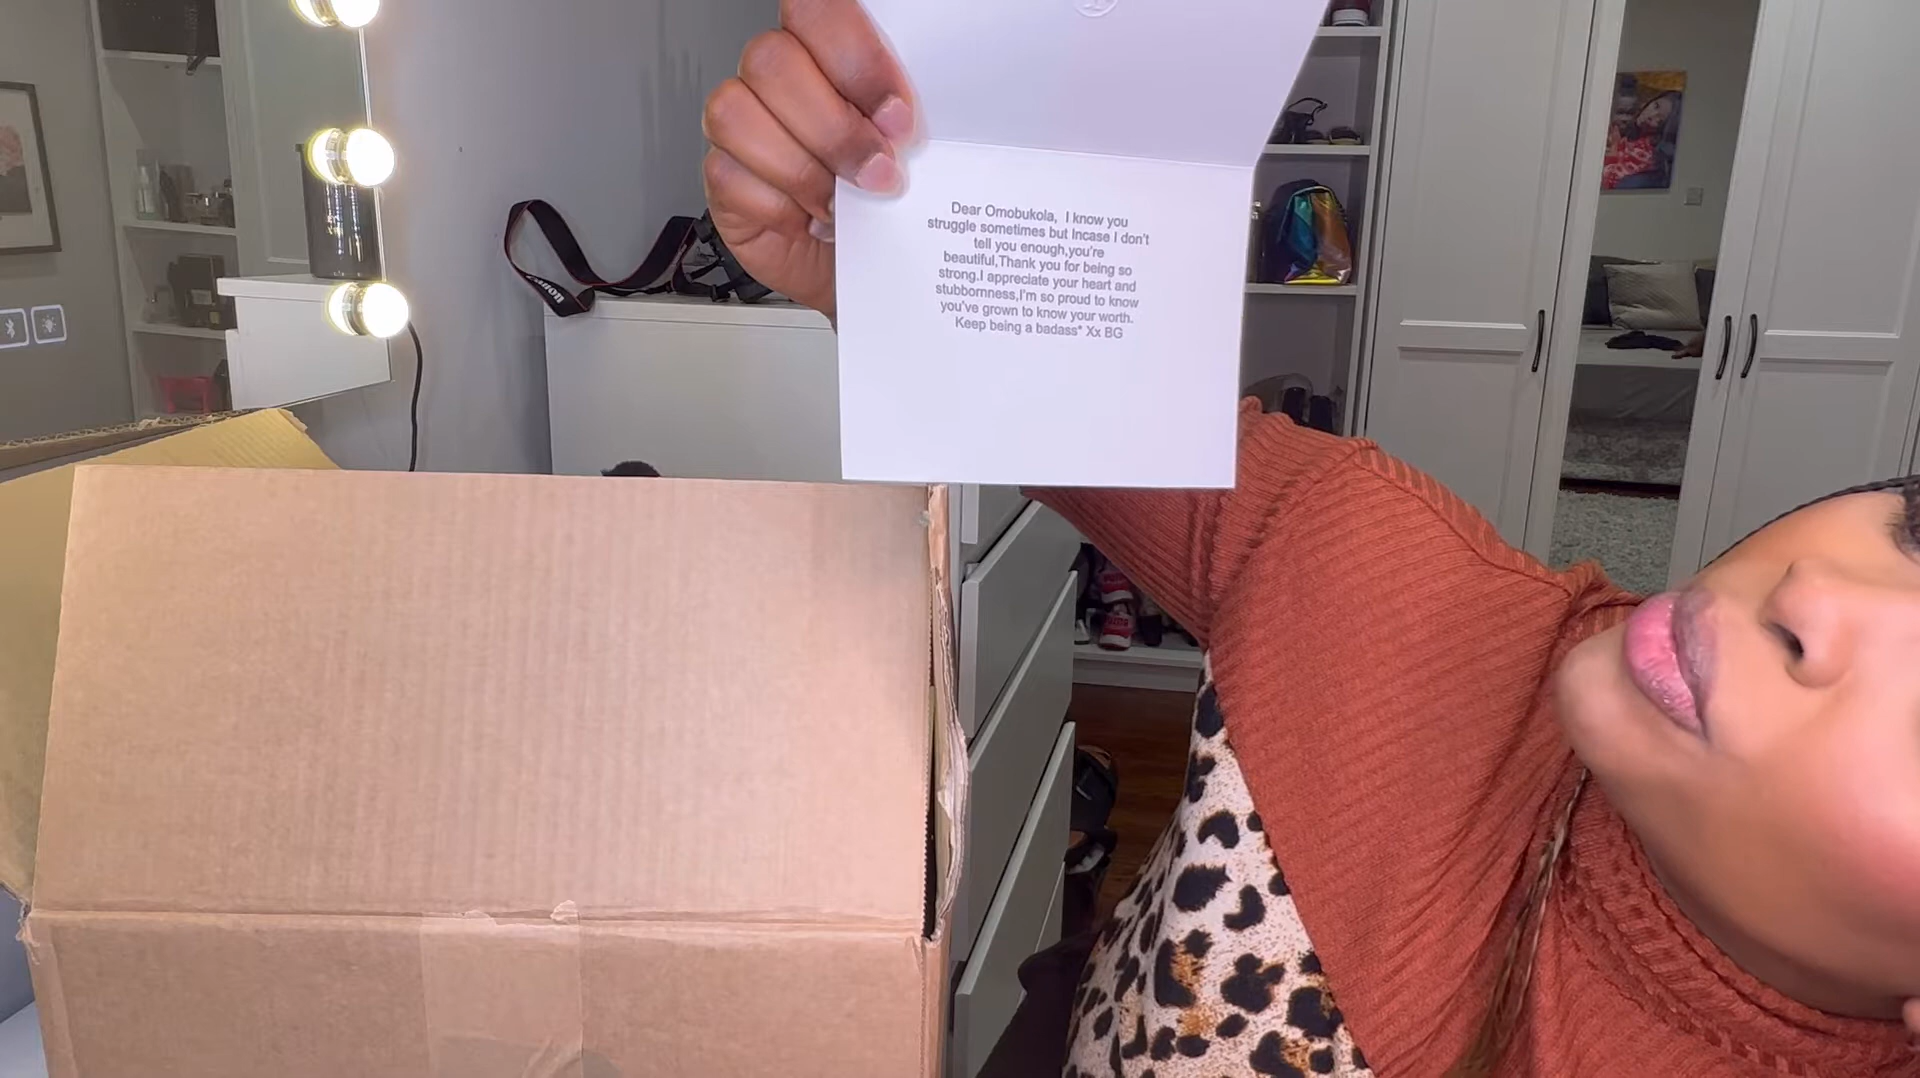 Dear Omobukola, I know you
struggle sometimes but Incase I don't
tell you enough,you're
beautiful,Thank you for being so
strong.I appreciate your heart and
stubbornness,I'm so proud to know
you've grown to know your worth.
Keep being a badass* Xx BG
Canon